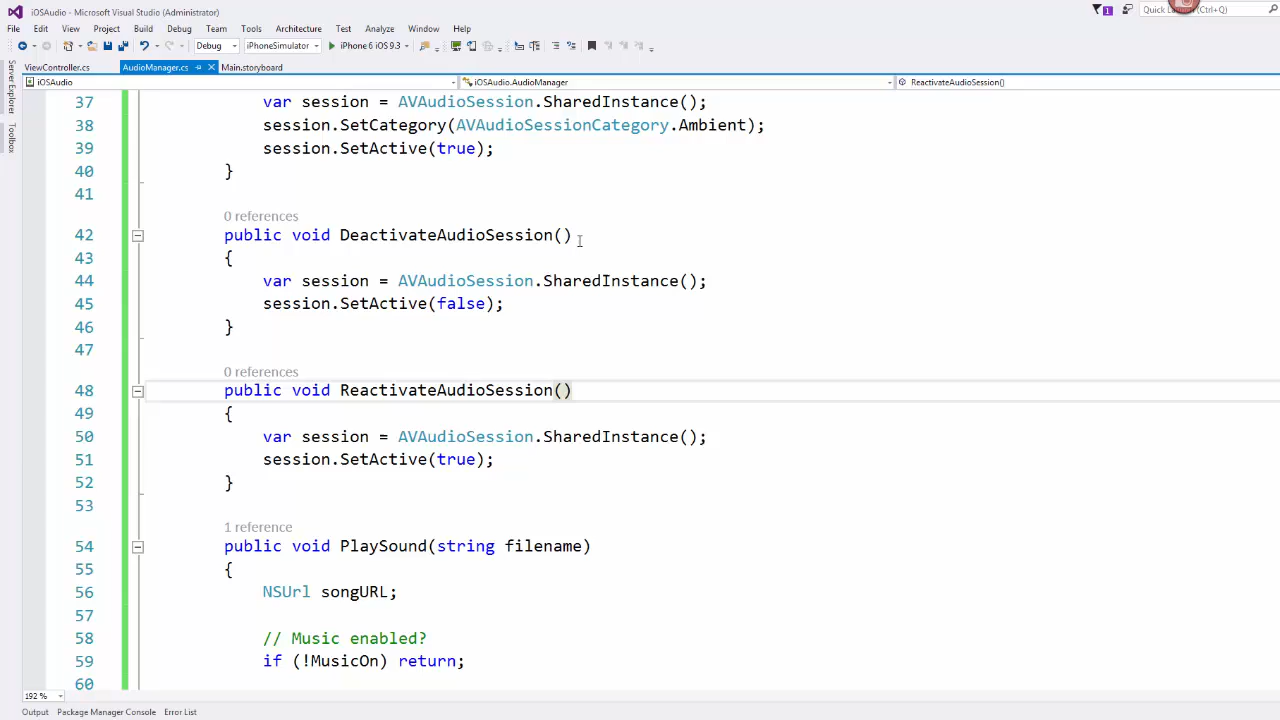 iOSAudio - Microsoft Visual Studio (Administrator)
1
File Edit View Project Build Debug Team Tools Architecture Test Analyze Window Help
Debug iPhoneSimulator iPhone 6 iOS 9.3
ViewController.cs AudioManager.cs Main.storyboard
iOSAudio iOSAudio.AudioManager ReactivateAudioSession()
Server Explorer
Toolbox
37 var session = AVAudioSession.SharedInstance();
38 session.SetCategory(AVAudioSessionCategory.Ambient);
39 session.SetActive(true);
40 }
41
0 references
42 public void DeactivateAudioSession()
43 {
44 var session = AVAudioSession.SharedInstance();
45 session.SetActive(false);
46 }
47
0 references
48 public void ReactivateAudioSession()
49 {
50 var session = AVAudioSession.SharedInstance();
51 session.SetActive(true);
52 }
53
1 reference
54 public void PlaySound(string filename)
55 {
56 NSUrl songURL;
57
58 // Music enabled?
59 if (!MusicOn) return;
60
192 %
Output Package Manager Console Error List